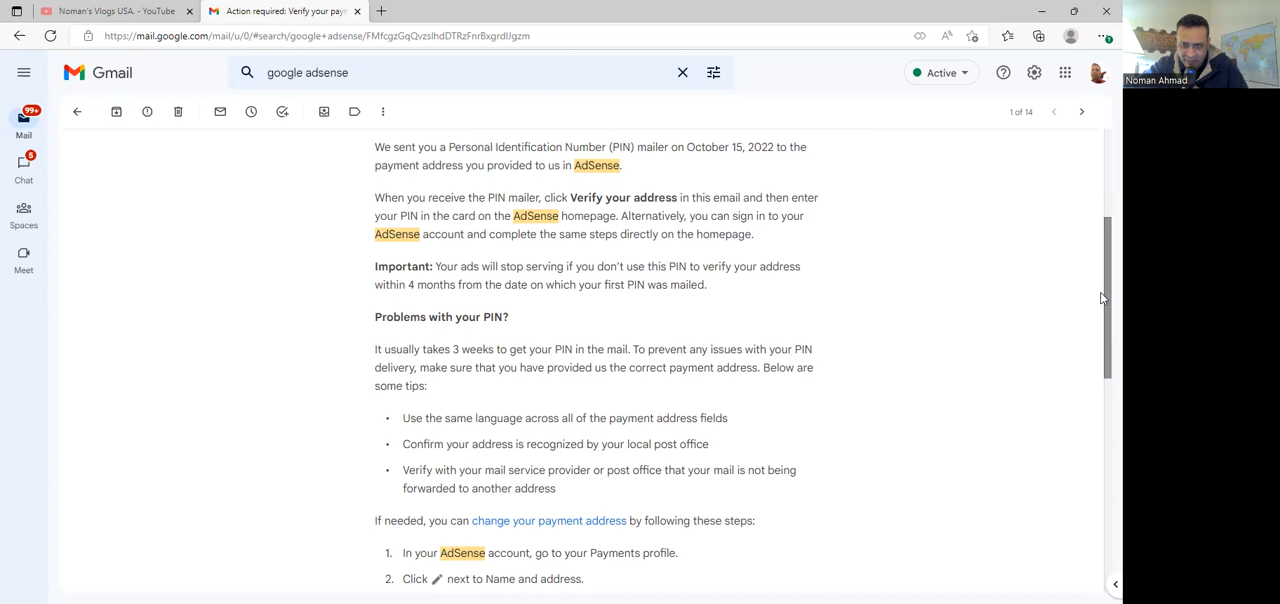 Noman's Vlogs USA. - YouTube
Action required: Verify your pay
https://mail.google.com/mail/u/0/#search/google+adsense/FMfcgzGqQvzslhdDTRzFnrBxgrdlJgzm
Gmail
google adsense
Active
99+
Mail
5
Chat
Spaces
Meet
1 of 14
We sent you a Personal Identification Number (PIN) mailer on October 15, 2022 to the
payment address you provided to us in AdSense.
When you receive the PIN mailer, click Verify your address in this email and then enter
your PIN in the card on the AdSense homepage. Alternatively, you can sign in to your
AdSense account and complete the same steps directly on the homepage.
Important: Your ads will stop serving if you don't use this PIN to verify your address
within 4 months from the date on which your first PIN was mailed.
Problems with your PIN?
It usually takes 3 weeks to get your PIN in the mail. To prevent any issues with your PIN
delivery, make sure that you have provided us the correct payment address. Below are
some tips:
• Use the same language across all of the payment address fields
• Confirm your address is recognized by your local post office
• Verify with your mail service provider or post office that your mail is not being
forwarded to another address
If needed, you can change your payment address by following these steps:
1. In your AdSense account, go to your Payments profile.
2. Click next to Name and address.
Noman Ahmad